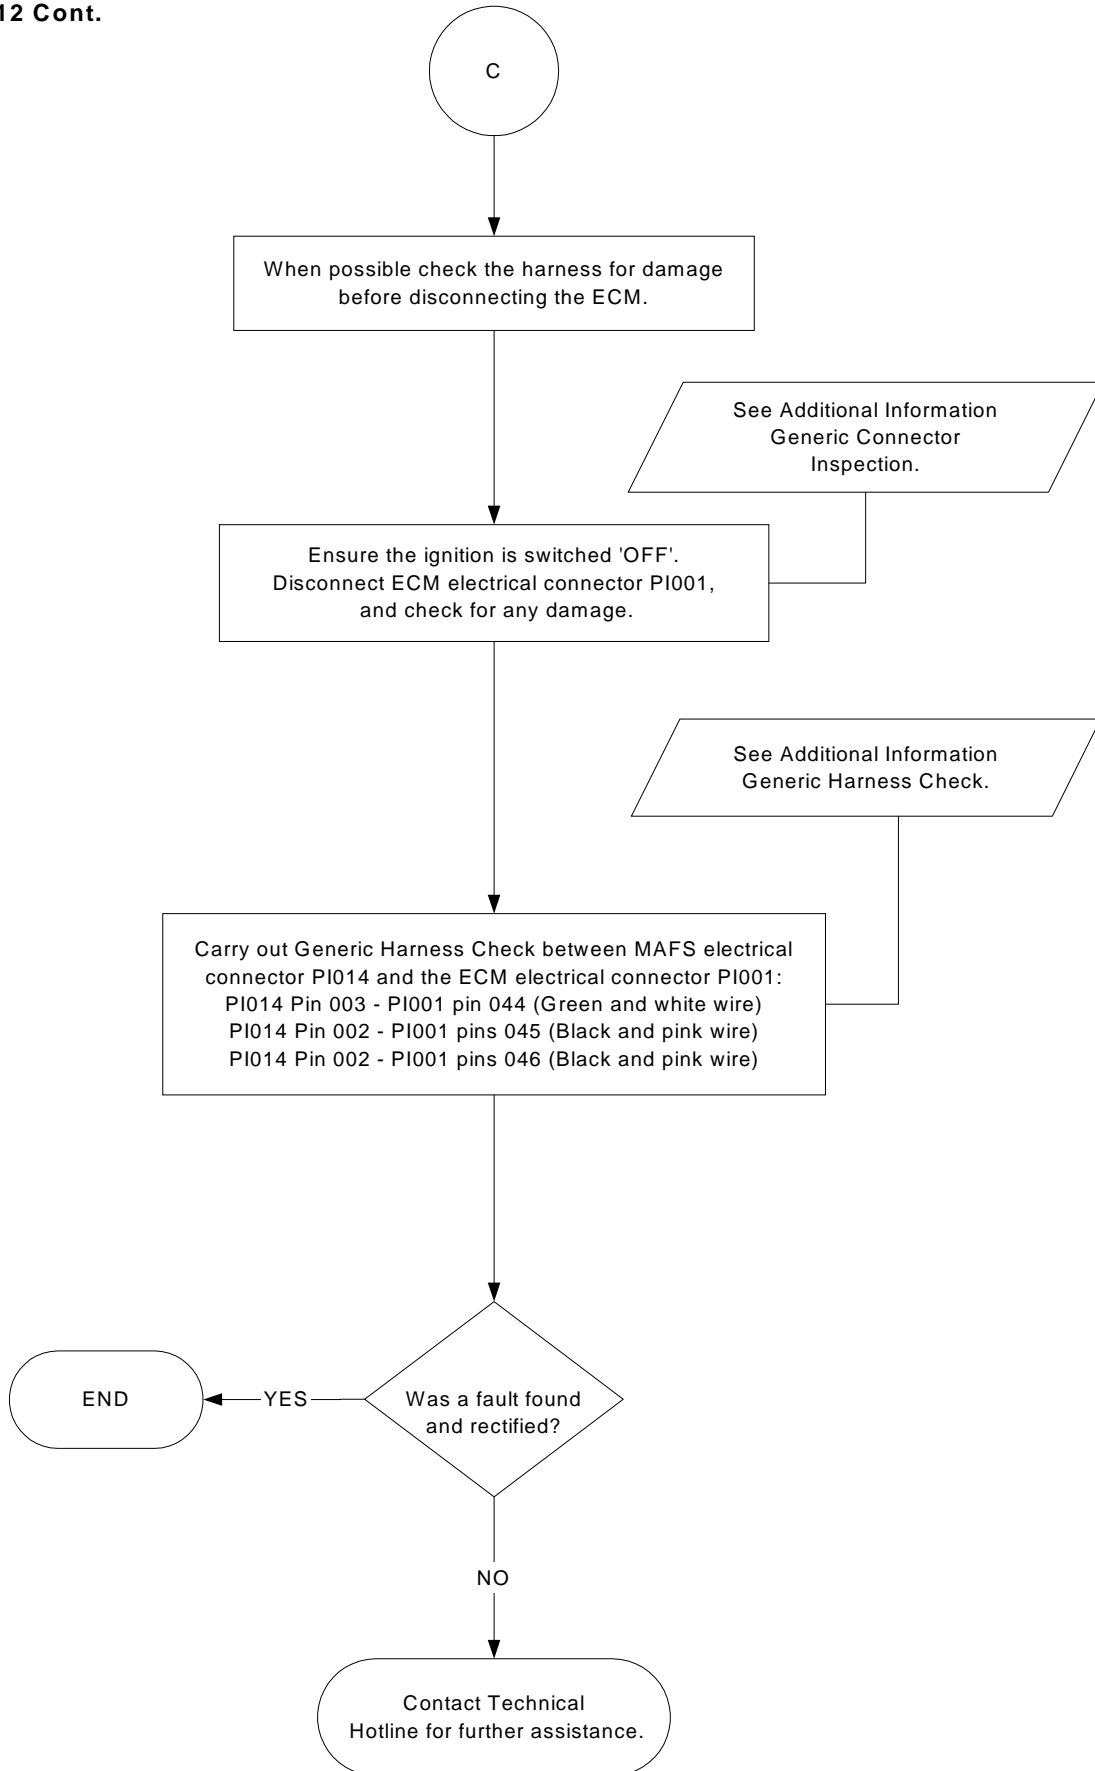 12 Cont.
C
When possible check the harness for damage
before disconnecting the ECM.
See Additional Information
Generic Connector
Inspection.
Ensure the ignition is switched 'OFF'.
Disconnect ECM electrical connector PI001,
and check for any damage.
See Additional Information
Generic Harness Check.
Carry out Generic Harness Check between MAFS electrical
connector PI014 and the ECM electrical connector PI001:
PI014 Pin 003 - PI001 pin 044 (Green and white wire)
PI014 Pin 002 - PI001 pins 045 (Black and pink wire)
PI014 Pin 002 - PI001 pins 046 (Black and pink wire)
Was a fault found
and rectified?
YES
END
NO
Contact Technical
Hotline for further assistance.